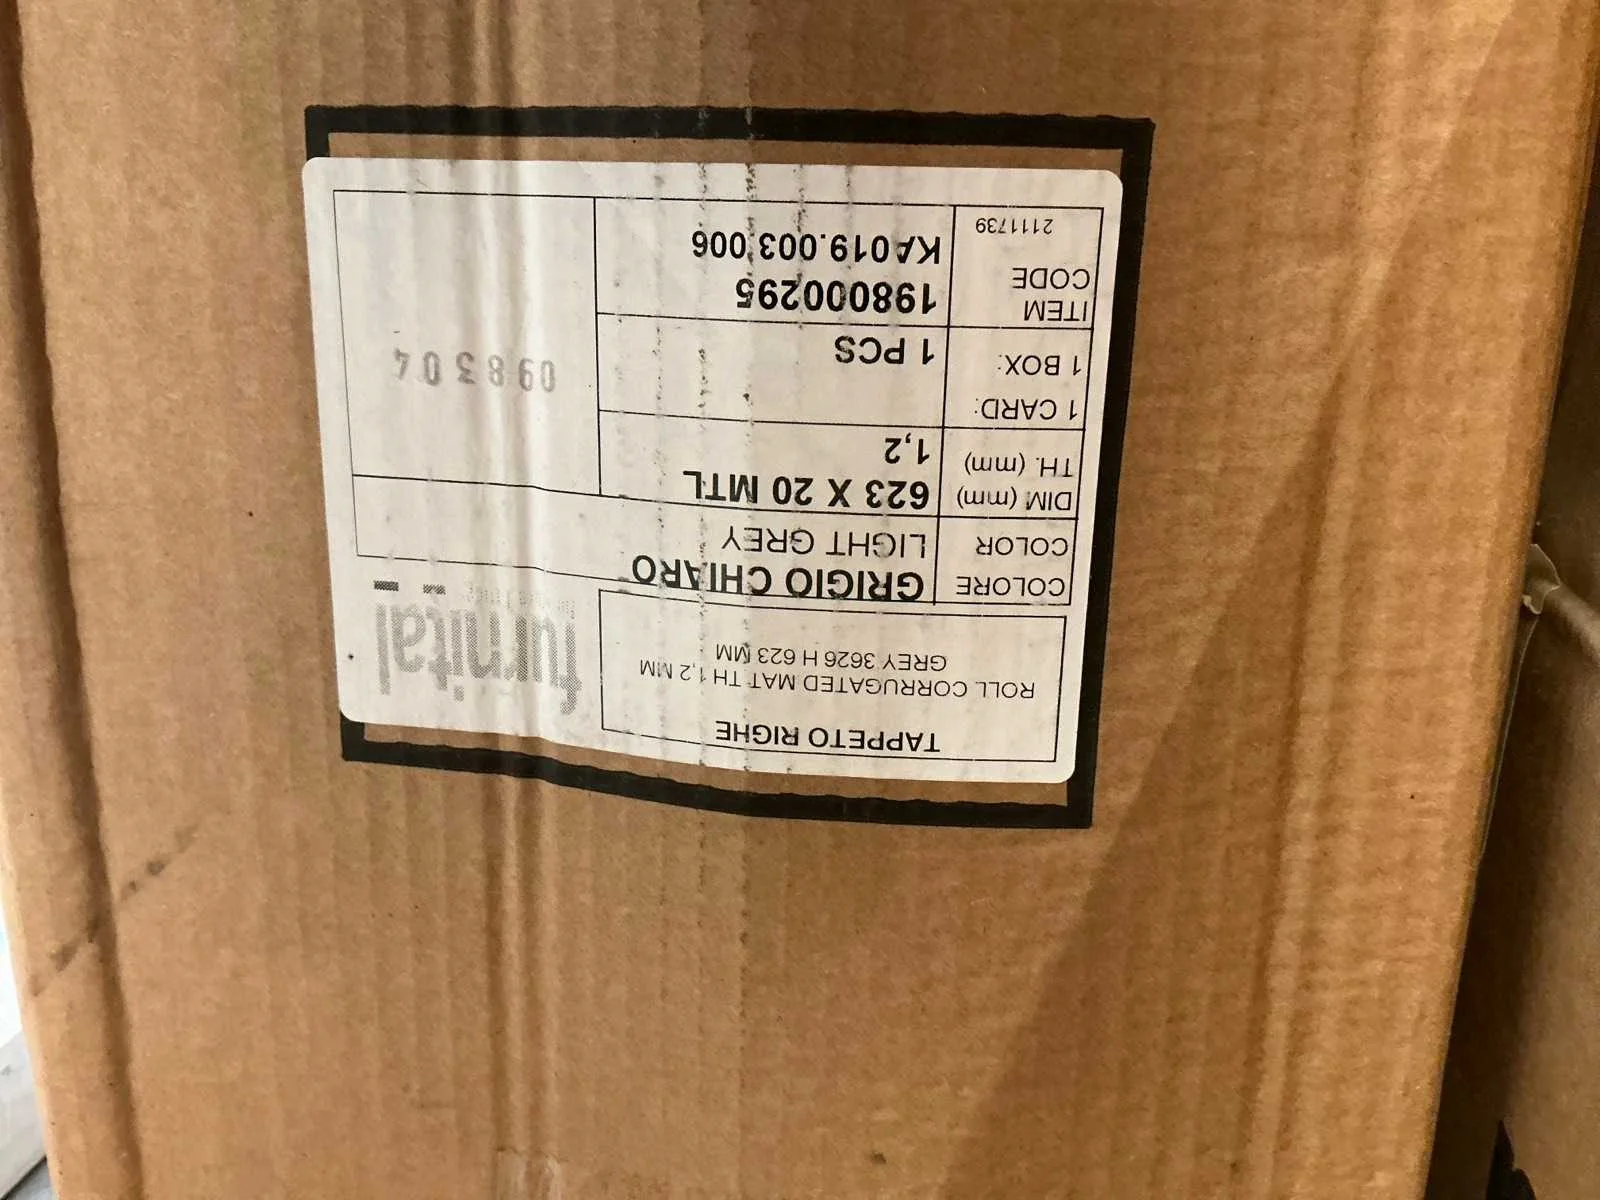 TAPPETO RIGHE
ROLL CORRUGATED MAT TH 1,2 MM
GREY 3626 H 623 MM
furnital
COLORE GRIGIO CHIARO
COLOR LIGHT GREY
DIM (mm) 623 X 20 MTL
TH. (mm) 1,2
1 CARD:
1 BOX: 1 PCS
098304
ITEM 198000295
CODE
KA019.003.006
2111739